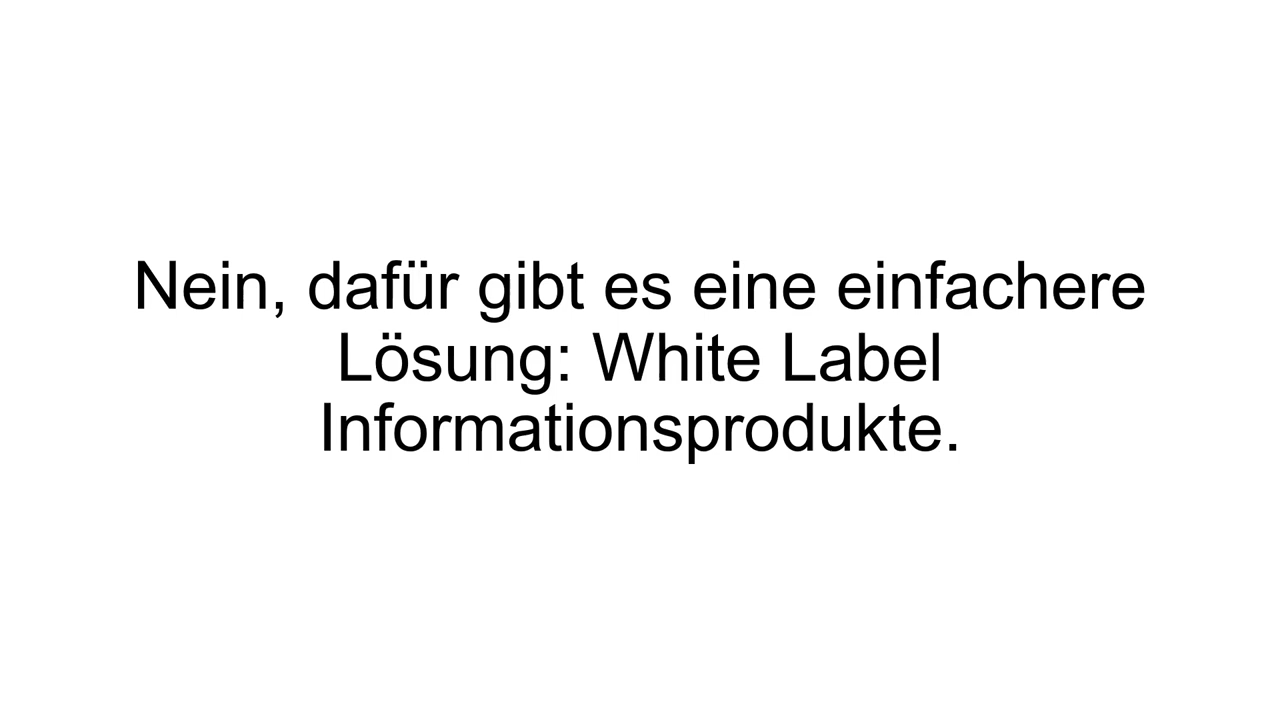 Nein, dafür gibt es eine einfachere
Lösung: White Label
Informationsprodukte.